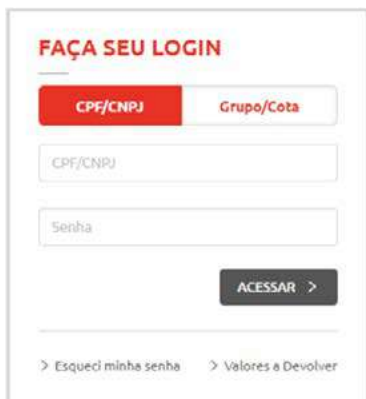 FAÇA SEU LOGIN
CPF/CNPJ Grupo/Cota
CPF/CNPJ
Senha
ACESSAR >
> Esqueci minha senha > Valores a Devolver